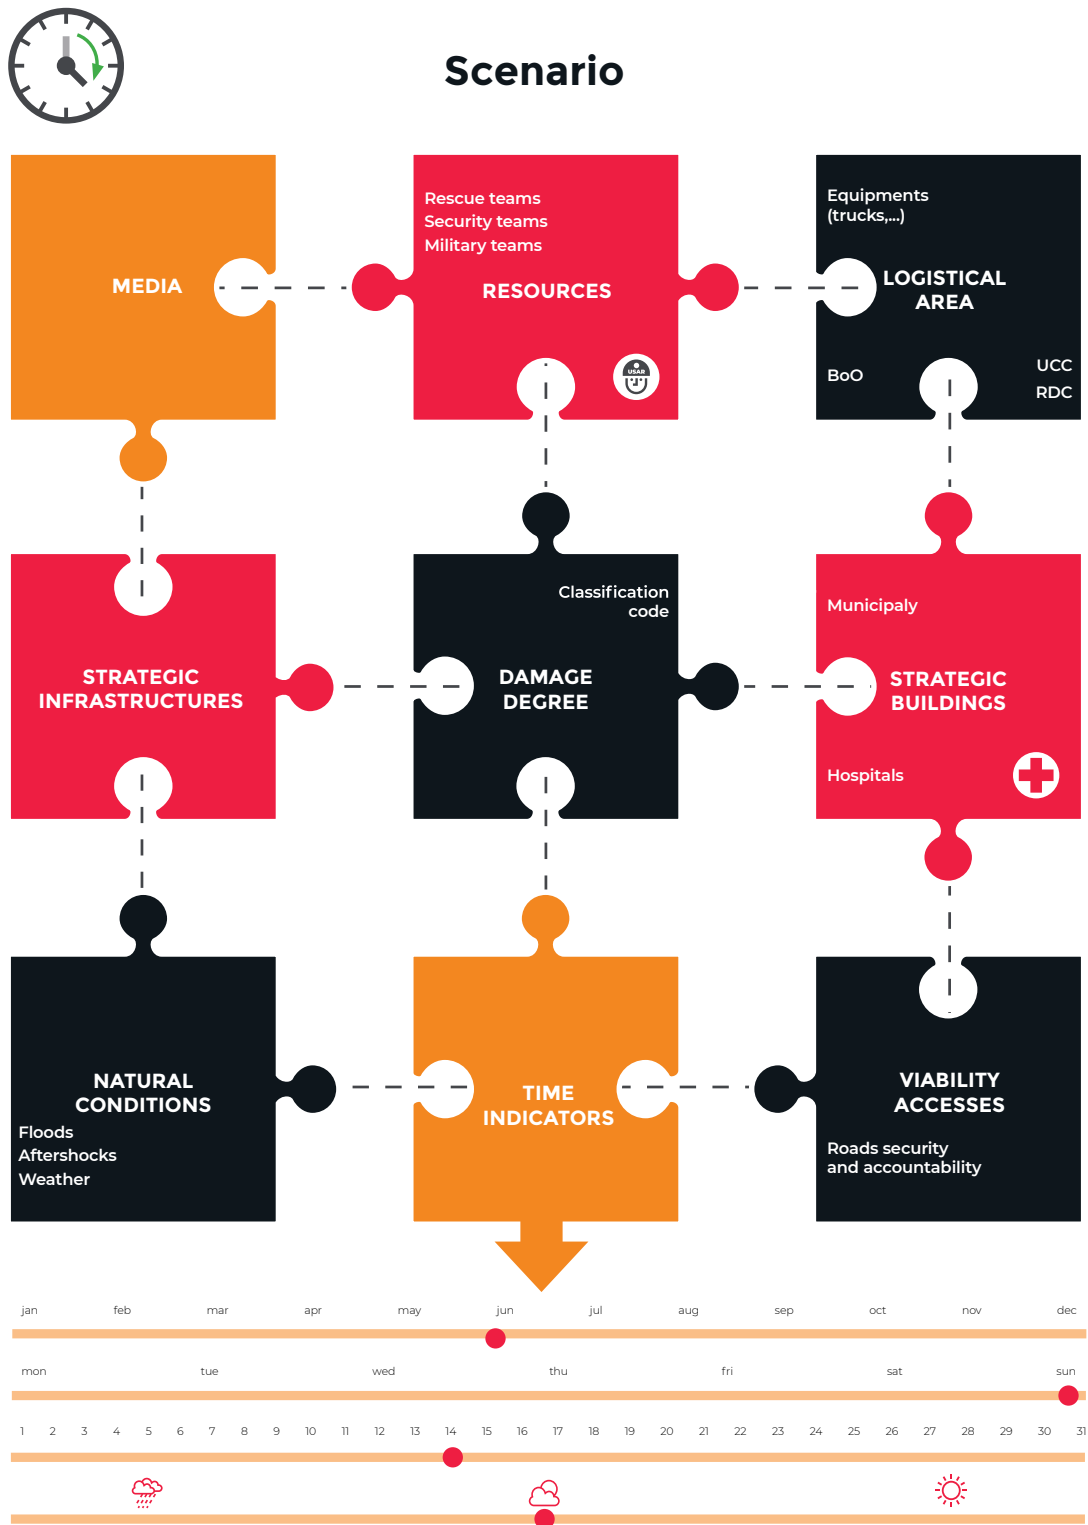 Scenario
MEDIA
Rescue teams
Security teams
Military teams
RESOURCES
USAR
Equipments
(trucks,...)
LOGISTICAL
AREA
BoO
UCC
RDC
STRATEGIC
INFRASTRUCTURES
Classification
code
DAMAGE
DEGREE
Municipaly
STRATEGIC
BUILDINGS
Hospitals
NATURAL
CONDITIONS
Floods
Aftershocks
Weather
TIME
INDICATORS
VIABILITY
ACCESSES
Roads security
and accountability
jan feb mar apr may jun jul aug sep oct nov dec
mon tue wed thu fri sat sun
1 2 3 4 5 6 7 8 9 10 11 12 13 14 15 16 17 18 19 20 21 22 23 24 25 26 27 28 29 30 31